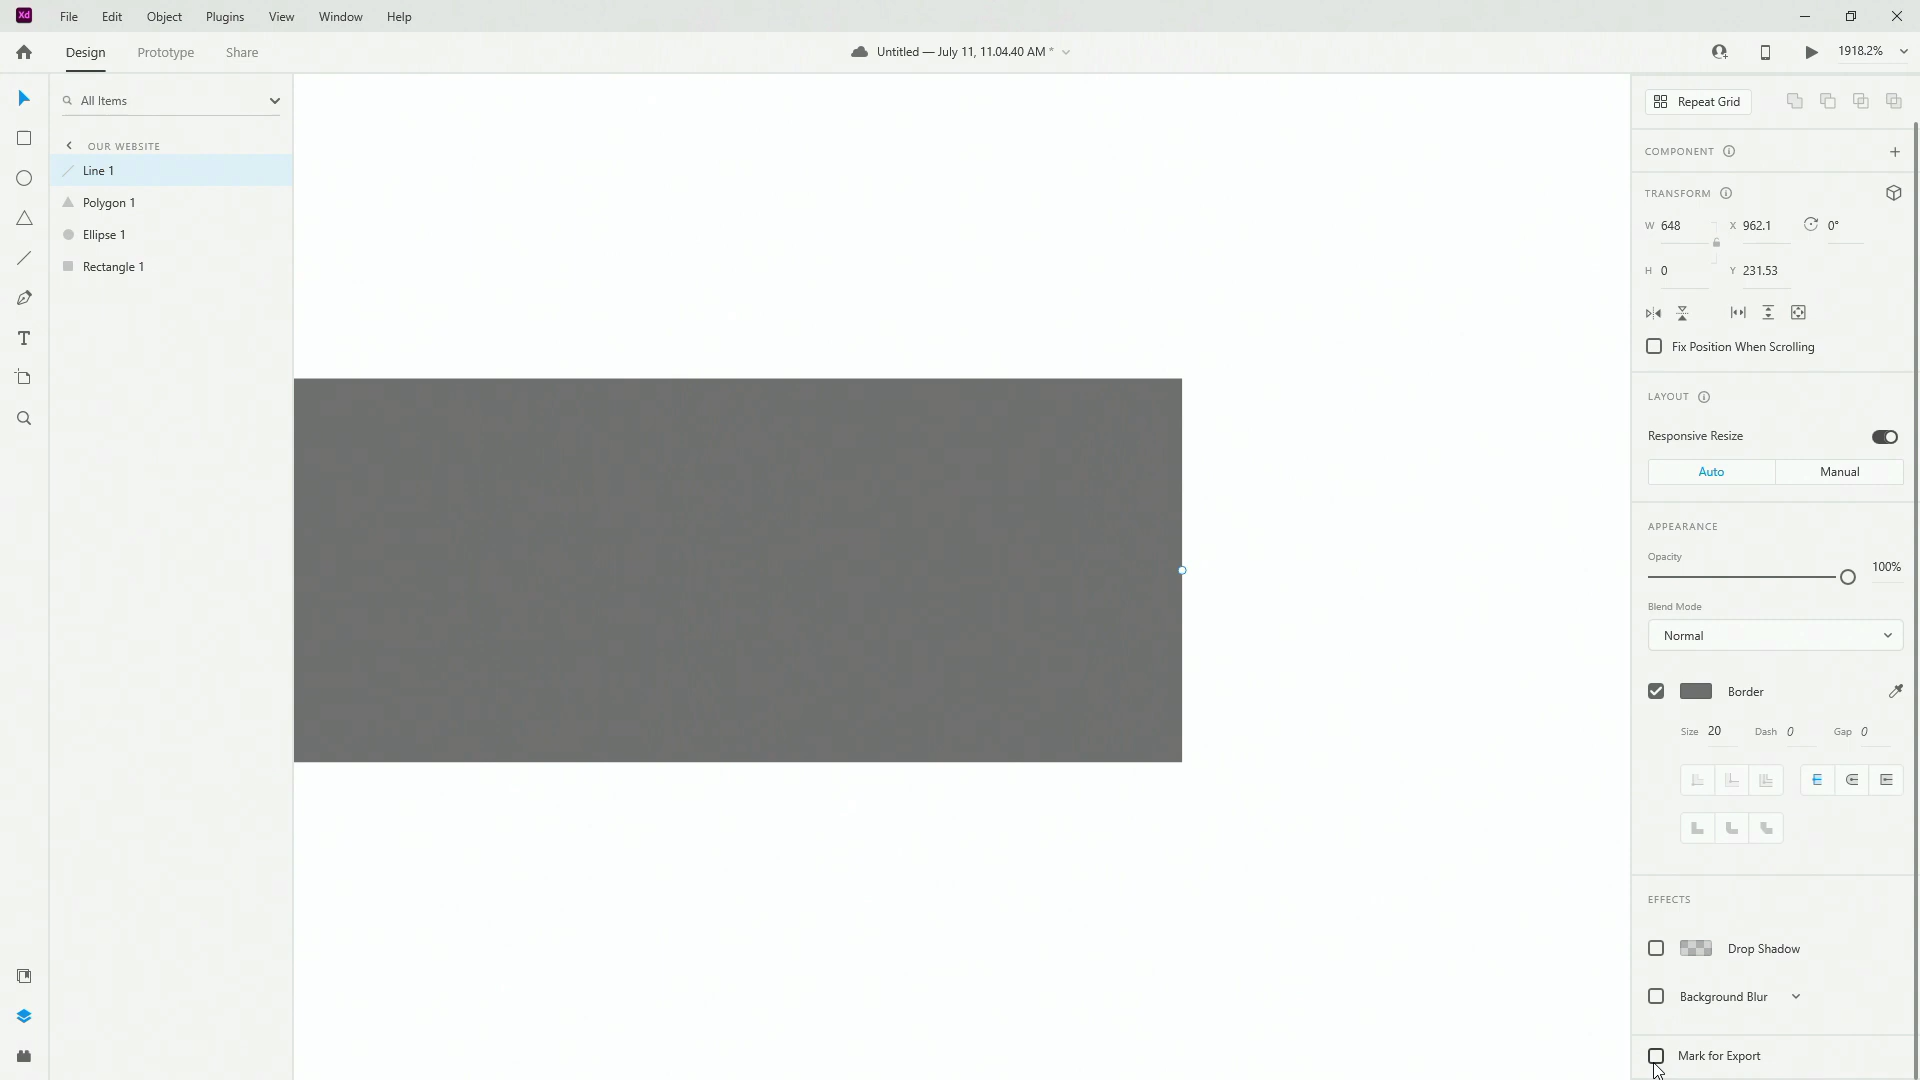 Xd File Edit Object Plugins View Window Help
Design Prototype Share Untitled — July 11, 11.04.40 AM * 1918.2%
All Items
OUR WEBSITE
Line 1
Polygon 1
Ellipse 1
Rectangle 1
T
Repeat Grid
COMPONENT
TRANSFORM
W 648 X 962.1 0°
H 0 Y 231.53
Fix Position When Scrolling
LAYOUT
Responsive Resize
Auto Manual
APPEARANCE
Opacity
100%
Blend Mode
Normal
Border
Size 20 Dash 0 Gap 0
EFFECTS
Drop Shadow
Background Blur
Mark for Export